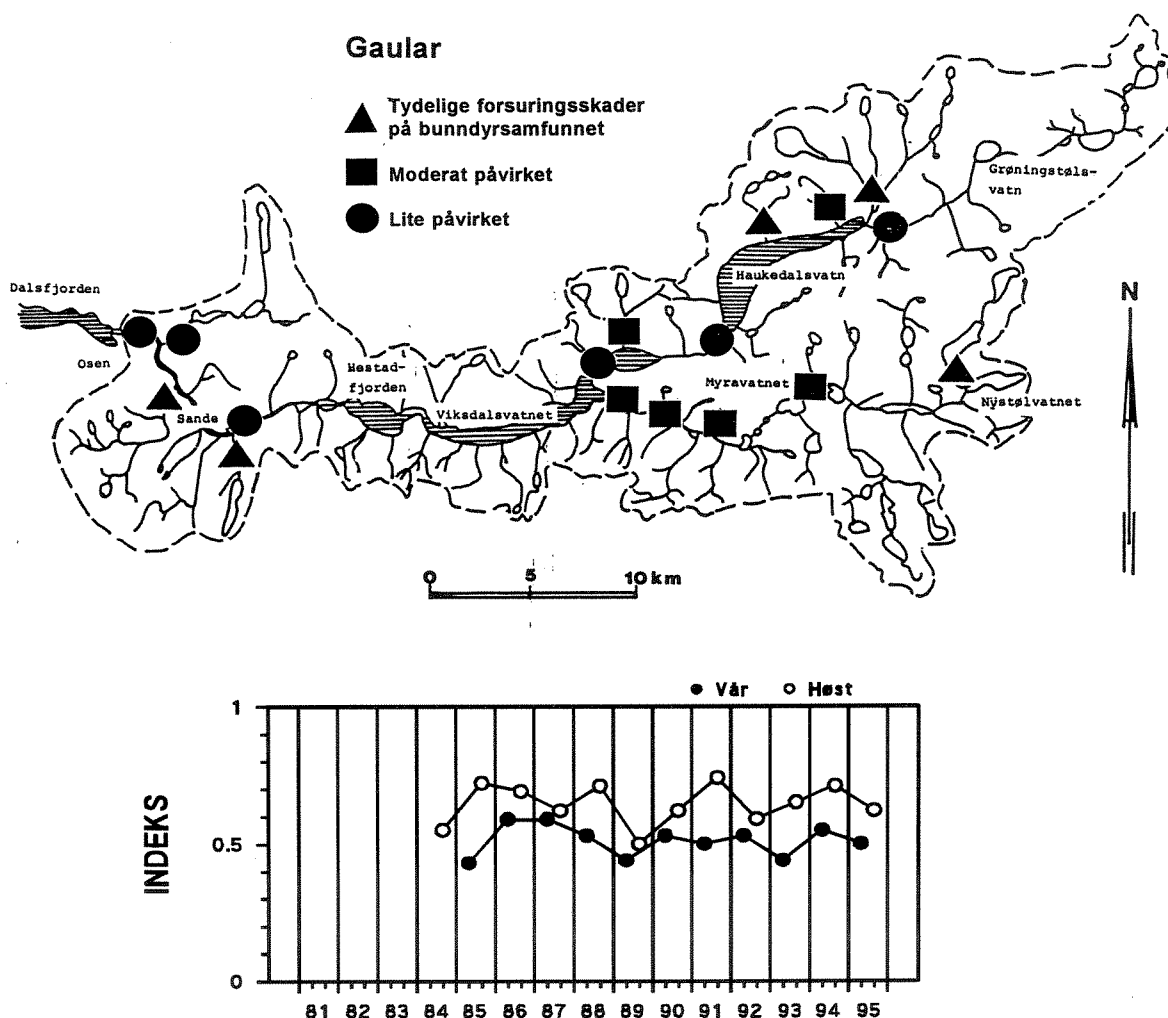 Gaular
Tydelige forsuringsskader
på bunndyrsamfunnet
Moderat påvirket
Lite påvirket
Grøningstøls-
vatn
Haukedalsvatn
Dalsfjorden
N
Osen
Hestad-
fjorden
Myravatnet
Nystølvatnet
Sande
Viksdalsvatnet
0 5 10 km
Vår Høst
1
0.5
0
INDEKS
81 82 83 84 85 86 87 88 89 90 91 92 93 94 95